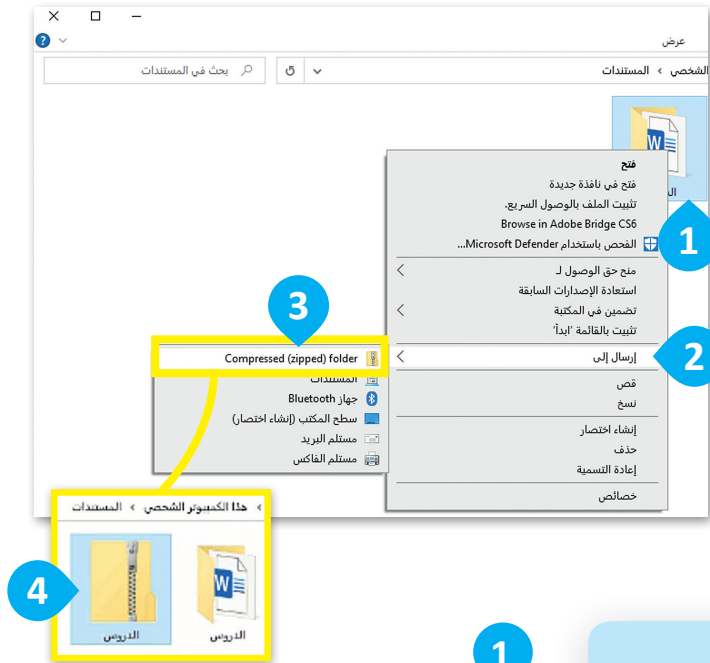 عرض
الشخصي › المستندات
بحث في المستندات
فتح
فتح في نافذة جديدة
تثبيت الملف بالوصول السريع.
Browse in Adobe Bridge CS6
الفحص باستخدام Microsoft Defender...
منح حق الوصول لـ
استعادة الإصدارات السابقة
تضمين في المكتبة
تثبيت بالقائمة 'ابدأ'
إرسال إلى
قص
نسخ
إنشاء اختصار
حذف
إعادة التسمية
خصائص
1
2
3
Compressed (zipped) folder
المستندات
جهاز Bluetooth
سطح المكتب (إنشاء اختصار)
مستلم البريد
مستلم الفاكس
› هذا الكمبيوتر الشخصي › المستندات
الدروس
الدروس
4
1